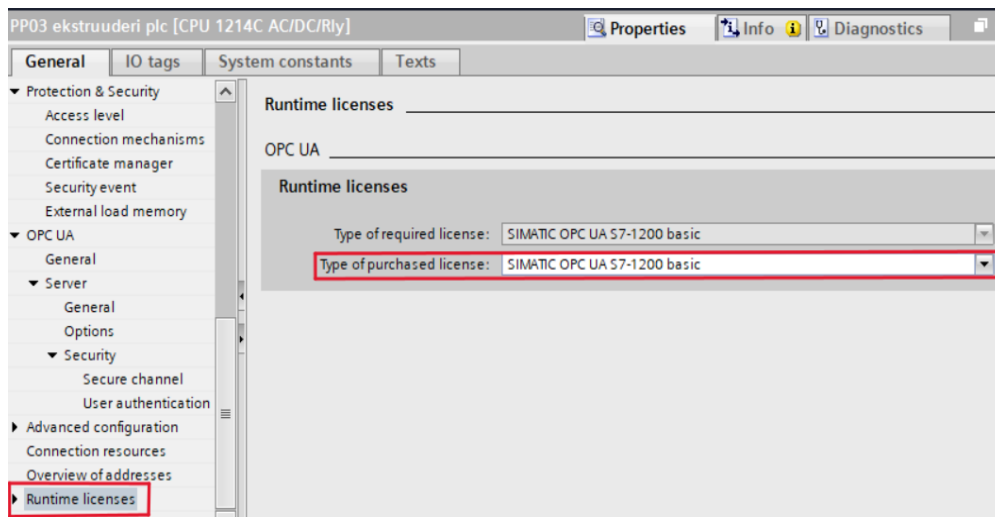 PP03 ekstruuderi plc [CPU 1214C AC/DC/Rly]
Properties
Info
Diagnostics
General
IO tags
System constants
Texts
Protection & Security
Access level
Connection mechanisms
Certificate manager
Security event
External load memory
OPC UA
General
Server
General
Options
Security
Secure channel
User authentication
Advanced configuration
Connection resources
Overview of addresses
Runtime licenses
Runtime licenses
OPC UA
Runtime licenses
Type of required license: SIMATIC OPC UA S7-1200 basic
Type of purchased license: SIMATIC OPC UA S7-1200 basic